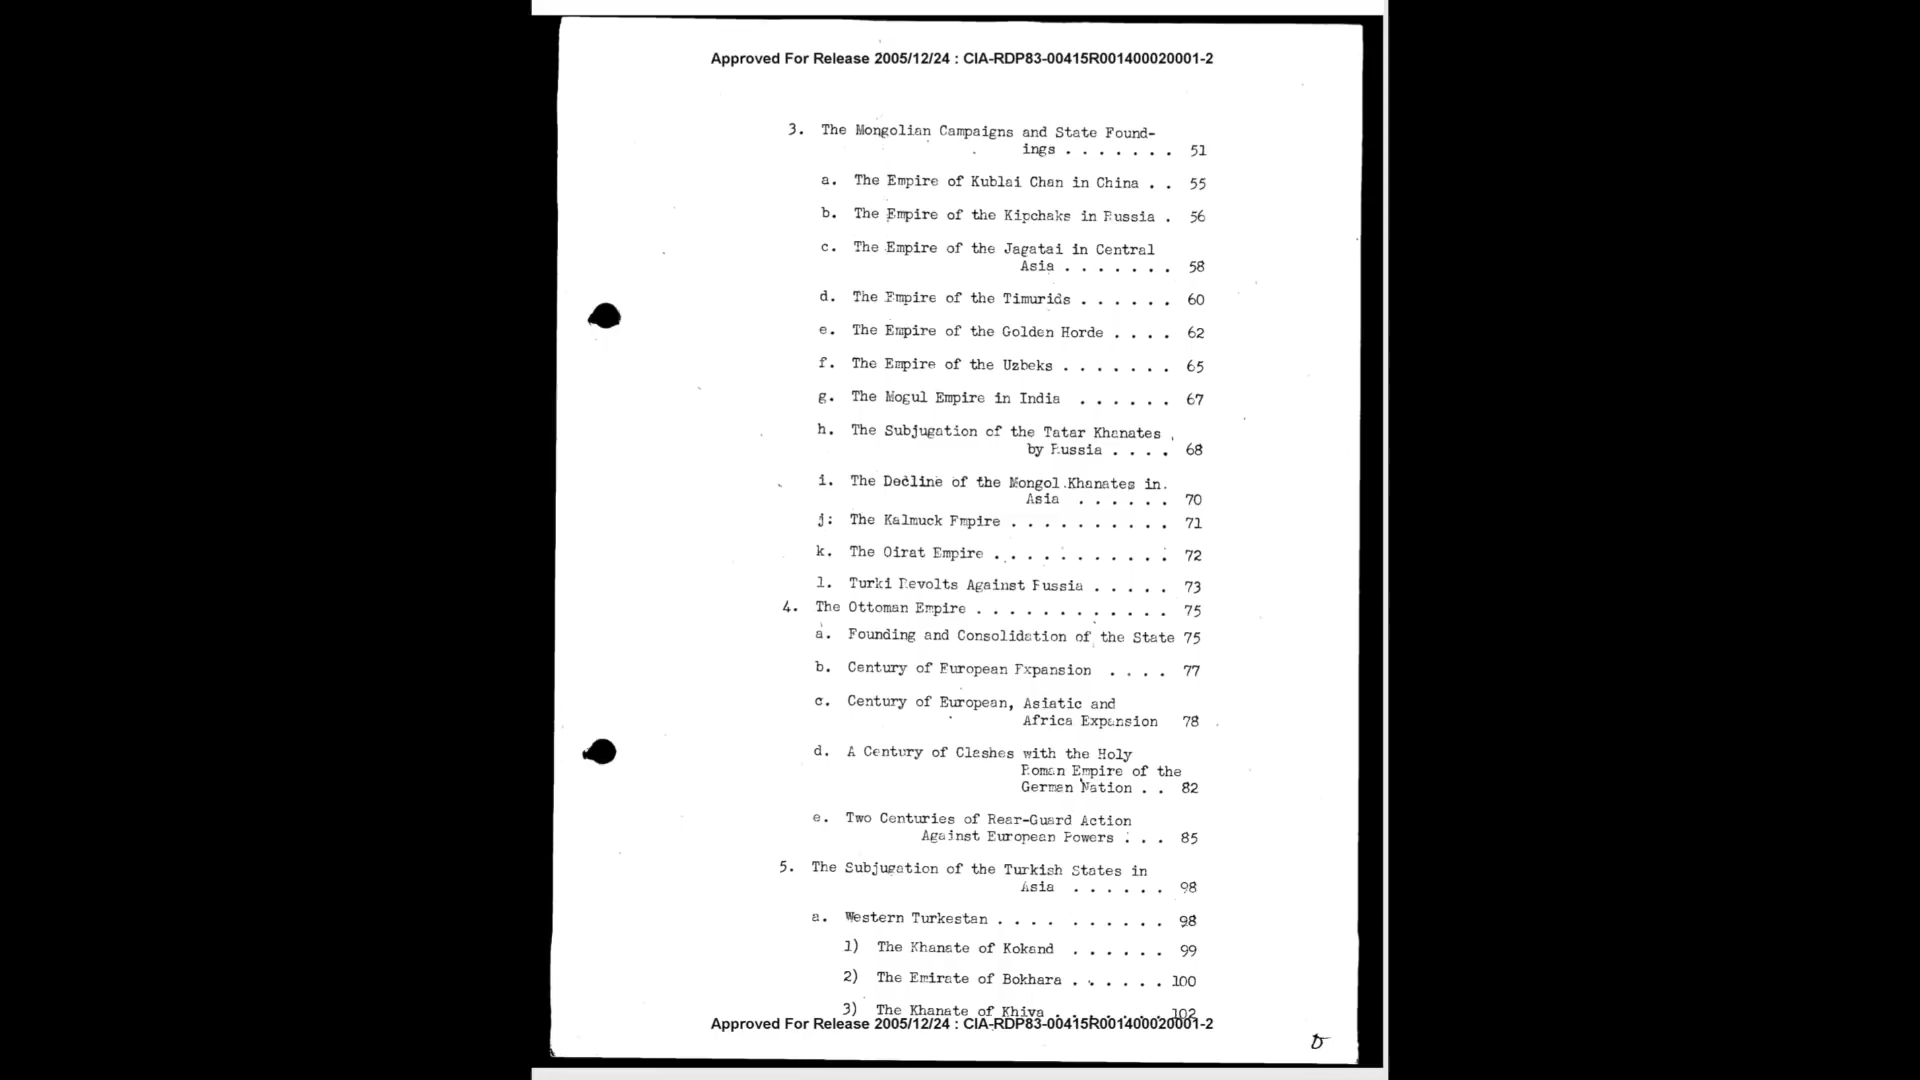 Approved For Release 2005/12/24 : CIA-RDP83-00415R001400020001-2
3. The Mongolian Campaigns and State Found-
ings . . . . . . . 51
a. The Empire of Kublai Chan in China . . 55
b. The Empire of the Kipchaks in Russia . 56
c. The Empire of the Jagatai in Central
Asia . . . . . . . 58
d. The Empire of the Timurids . . . . . . 60
e. The Empire of the Golden Horde . . . . 62
f. The Empire of the Uzbeks . . . . . . . 65
g. The Mogul Empire in India . . . . . . 67
h. The Subjugation of the Tatar Khanates
by Russia . . . . 68
i. The Decline of the Mongol Khanates in
Asia . . . . . . 70
j: The Kalmuck Empire . . . . . . . . . . 71
k. The Oirat Empire . . . . . . . . . . . 72
l. Turki Revolts Against Russia . . . . . 73
4. The Ottoman Empire . . . . . . . . . . . . 75
a. Founding and Consolidation of the State 75
b. Century of European Expansion . . . . 77
c. Century of European, Asiatic and
Africa Expansion 78
d. A Century of Clashes with the Holy
Roman Empire of the
German Nation . . 82
e. Two Centuries of Rear-Guard Action
Against European Powers . . . 85
5. The Subjugation of the Turkish States in
Asia . . . . . . 98
a. Western Turkestan . . . . . . . . . . 98
1) The Khanate of Kokand . . . . . . 99
2) The Emirate of Bokhara . . . . . . 100
3) The Khanate of Khiva . . . . . . . 102
Approved For Release 2005/12/24 : CIA-RDP83-00415R001400020001-2